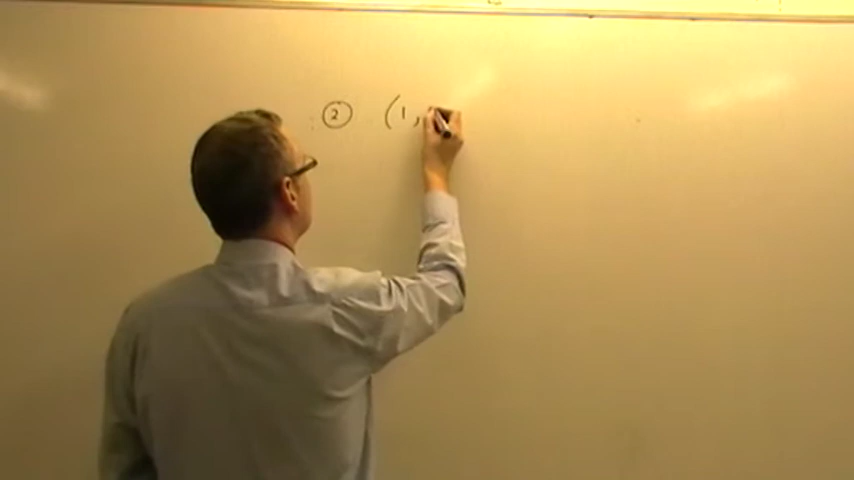 ② (1,